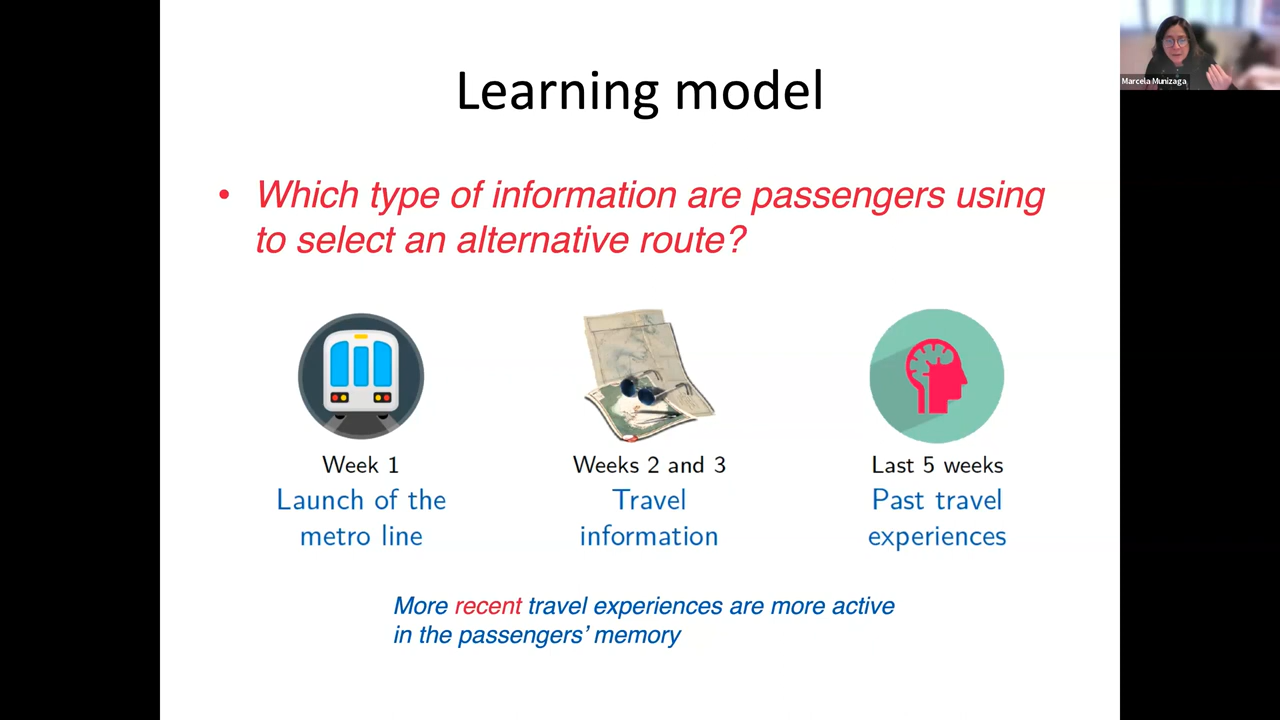 Learning model
Marcela Munizaga
• Which type of information are passengers using
to select an alternative route?
Week 1
Launch of the
metro line
Weeks 2 and 3
Travel
information
Last 5 weeks
Past travel
experiences
More recent travel experiences are more active
in the passengers’ memory